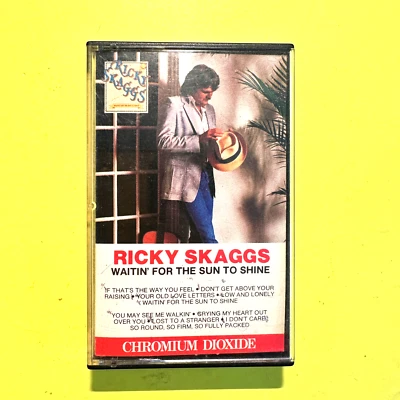 RICKY
SKAGGS
RICKY SKAGGS
WAITIN' FOR THE SUN TO SHINE
IF THAT'S THE WAY YOU FEEL • DON'T GET ABOVE YOUR
RAISING • YOUR OLD LOVE LETTERS • LOW AND LONELY
• WAITIN' FOR THE SUN TO SHINE
YOU MAY SEE ME WALKIN' • CRYING MY HEART OUT
OVER YOU • LOST TO A STRANGER • I DON'T CARE
SO ROUND, SO FIRM, SO FULLY PACKED
CHROMIUM DIOXIDE